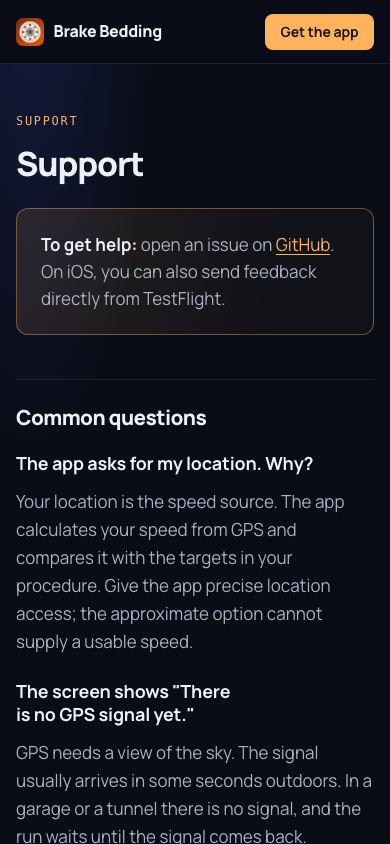 Brake Bedding
Get the app
SUPPORT
Support
To get help: open an issue on GitHub.
On iOS, you can also send feedback
directly from TestFlight.
Common questions
The app asks for my location. Why?
Your location is the speed source. The app
calculates your speed from GPS and
compares it with the targets in your
procedure. Give the app precise location
access; the approximate option cannot
supply a usable speed.
The screen shows "There
is no GPS signal yet."
GPS needs a view of the sky. The signal
usually arrives in some seconds outdoors. In a
garage or a tunnel there is no signal, and the
run waits until the signal comes back.